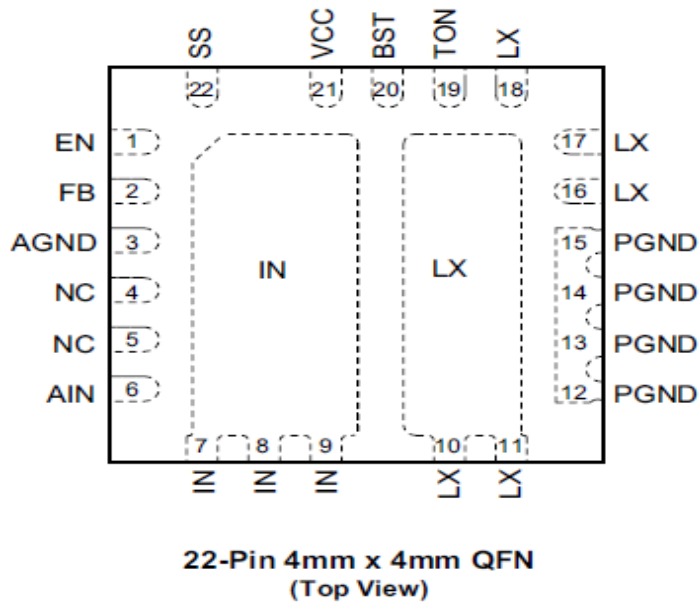 SS VCC BST TON LX
22 21 20 19 18
EN 1 17 LX
FB 2 16 LX
AGND 3 15 PGND
IN LX
NC 4 14 PGND
NC 5 13 PGND
AIN 6 12 PGND
7 8 9 10 11
IN IN IN LX LX
22-Pin 4mm x 4mm QFN
(Top View)